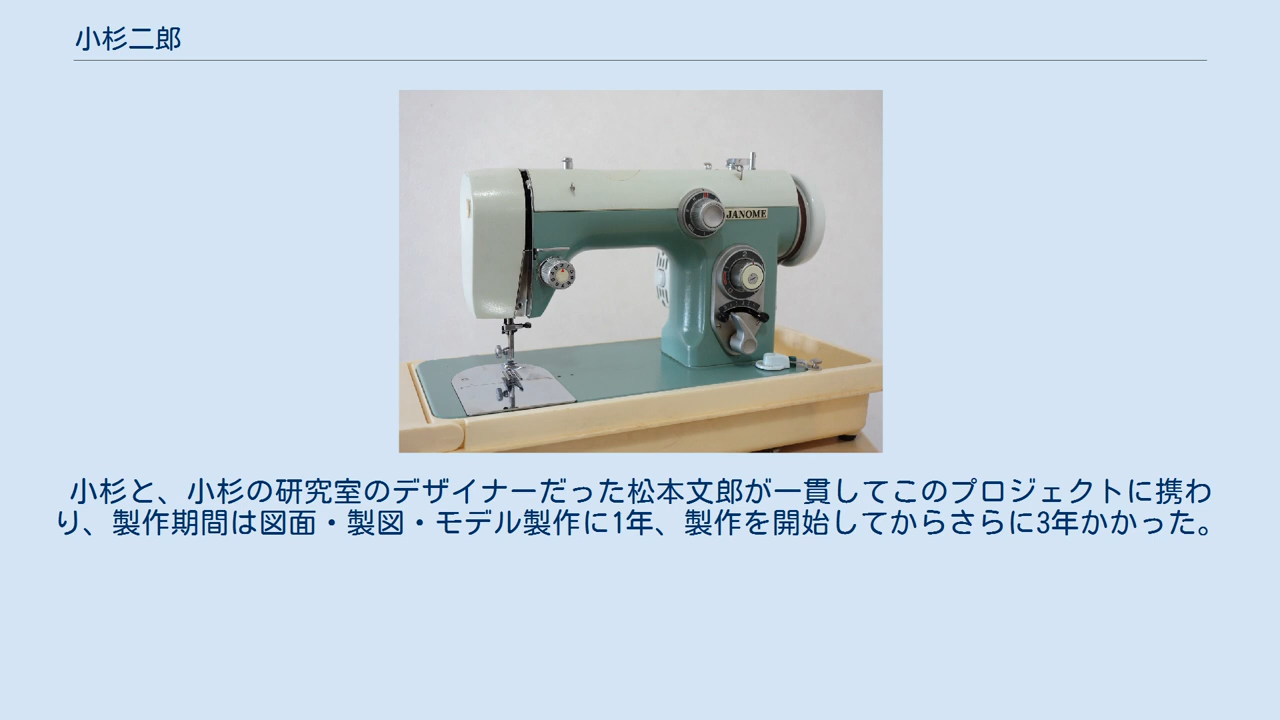 小杉二郎
JANOME
小杉と、小杉の研究室のデザイナーだった松本文郎が一貫してこのプロジェクトに携わ
り、製作期間は図面・製図・モデル製作に1年、製作を開始してからさらに3年かかった。